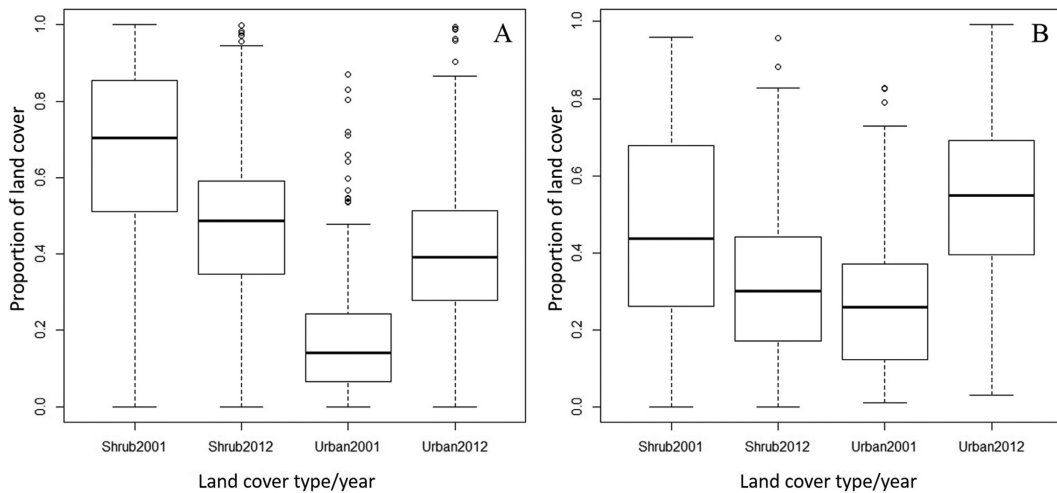 A
Proportion of land cover
1.0
0.8
0.6
0.4
0.2
0.0
Shrub2001 Shrub2012 Urban2001 Urban2012
Land cover type/year
B
Proportion of land cover
1.0
0.8
0.6
0.4
0.2
0.0
Shrub2001 Shrub2012 Urban2001 Urban2012
Land cover type/year